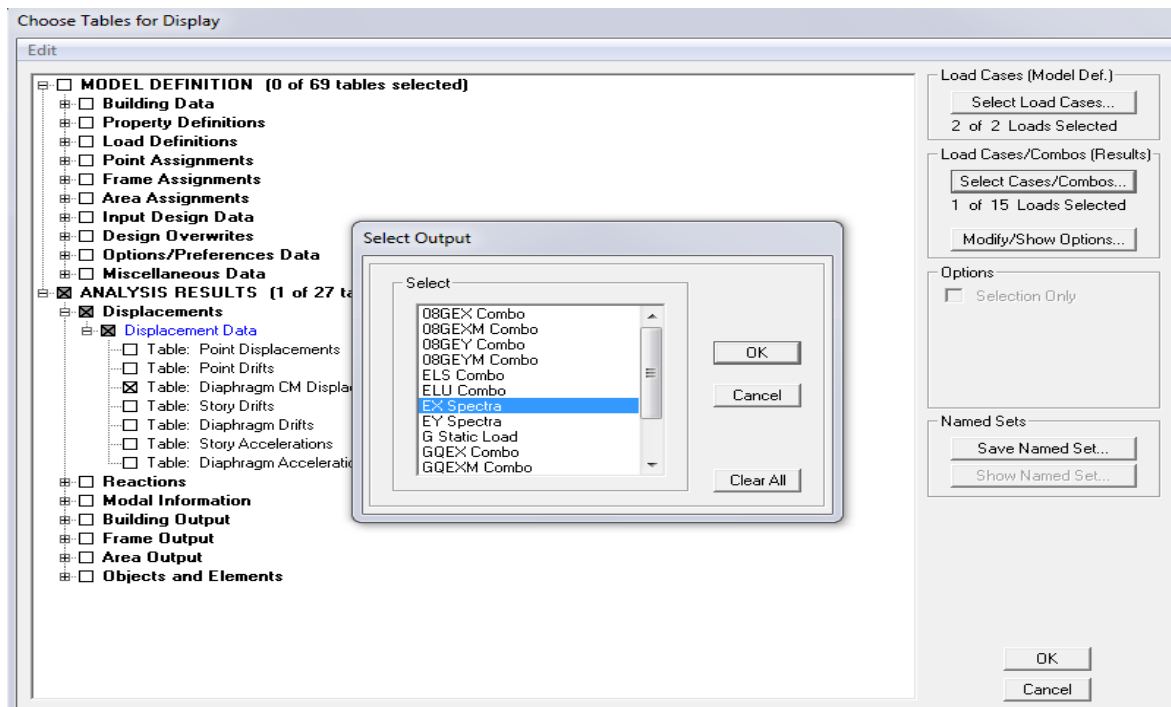 Choose Tables for Display
Edit
MODEL DEFINITION (0 of 69 tables selected)
Building Data
Property Definitions
Load Definitions
Point Assignments
Frame Assignments
Area Assignments
Input Design Data
Design Overwrites
Options/Preferences Data
Miscellaneous Data
ANALYSIS RESULTS (1 of 27 ta
Displacements
Displacement Data
Table: Point Displacements
Table: Point Drifts
Table: Diaphragm CM Displa
Table: Story Drifts
Table: Diaphragm Drifts
Table: Story Accelerations
Table: Diaphragm Acceleratio
Reactions
Modal Information
Building Output
Frame Output
Area Output
Objects and Elements
Select Output
Select
08GEX Combo
08GEXM Combo
08GEY Combo
08GEYM Combo
ELS Combo
ELU Combo
EX Spectra
EY Spectra
G Static Load
GQEX Combo
GQEXM Combo
OK
Cancel
Clear All
Load Cases (Model Def.)
Select Load Cases...
2 of 2 Loads Selected
Load Cases/Combos (Results)
Select Cases/Combos...
1 of 15 Loads Selected
Modify/Show Options...
Options
Selection Only
Named Sets
Save Named Set...
Show Named Set...
OK
Cancel